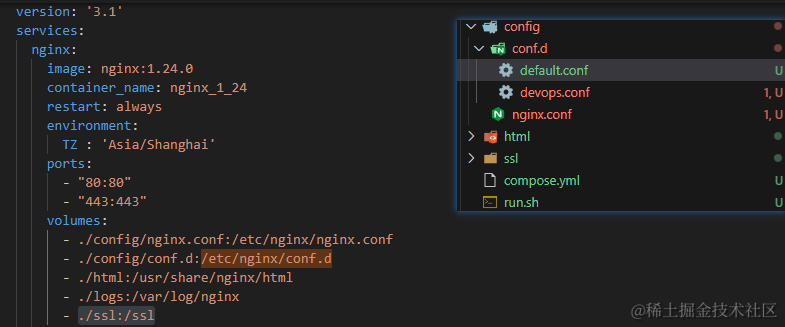 version: '3.1'
services:
nginx:
image: nginx:1.24.0
container_name: nginx_1_24
restart: always
environment:
TZ : 'Asia/Shanghai'
ports:
- "80:80"
- "443:443"
volumes:
- ./config/nginx.conf:/etc/nginx/nginx.conf
- ./config/conf.d:/etc/nginx/conf.d
- ./html:/usr/share/nginx/html
- ./logs:/var/log/nginx
- ./ssl:/ssl
config
conf.d
default.conf U
devops.conf 1, U
nginx.conf 1, U
html
ssl
compose.yml U
run.sh U
@稀土掘金技术社区